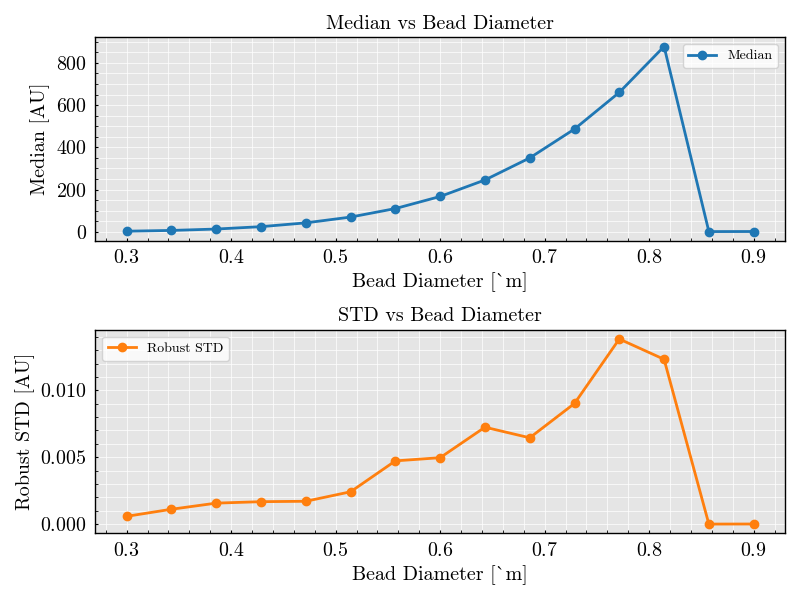 Median vs Bead Diameter
Median [AU]
800
600
400
200
0
Median
0.3 0.4 0.5 0.6 0.7 0.8 0.9
Bead Diameter [`m]
STD vs Bead Diameter
Robust STD [AU]
0.010
0.005
0.000
Robust STD
0.3 0.4 0.5 0.6 0.7 0.8 0.9
Bead Diameter [`m]